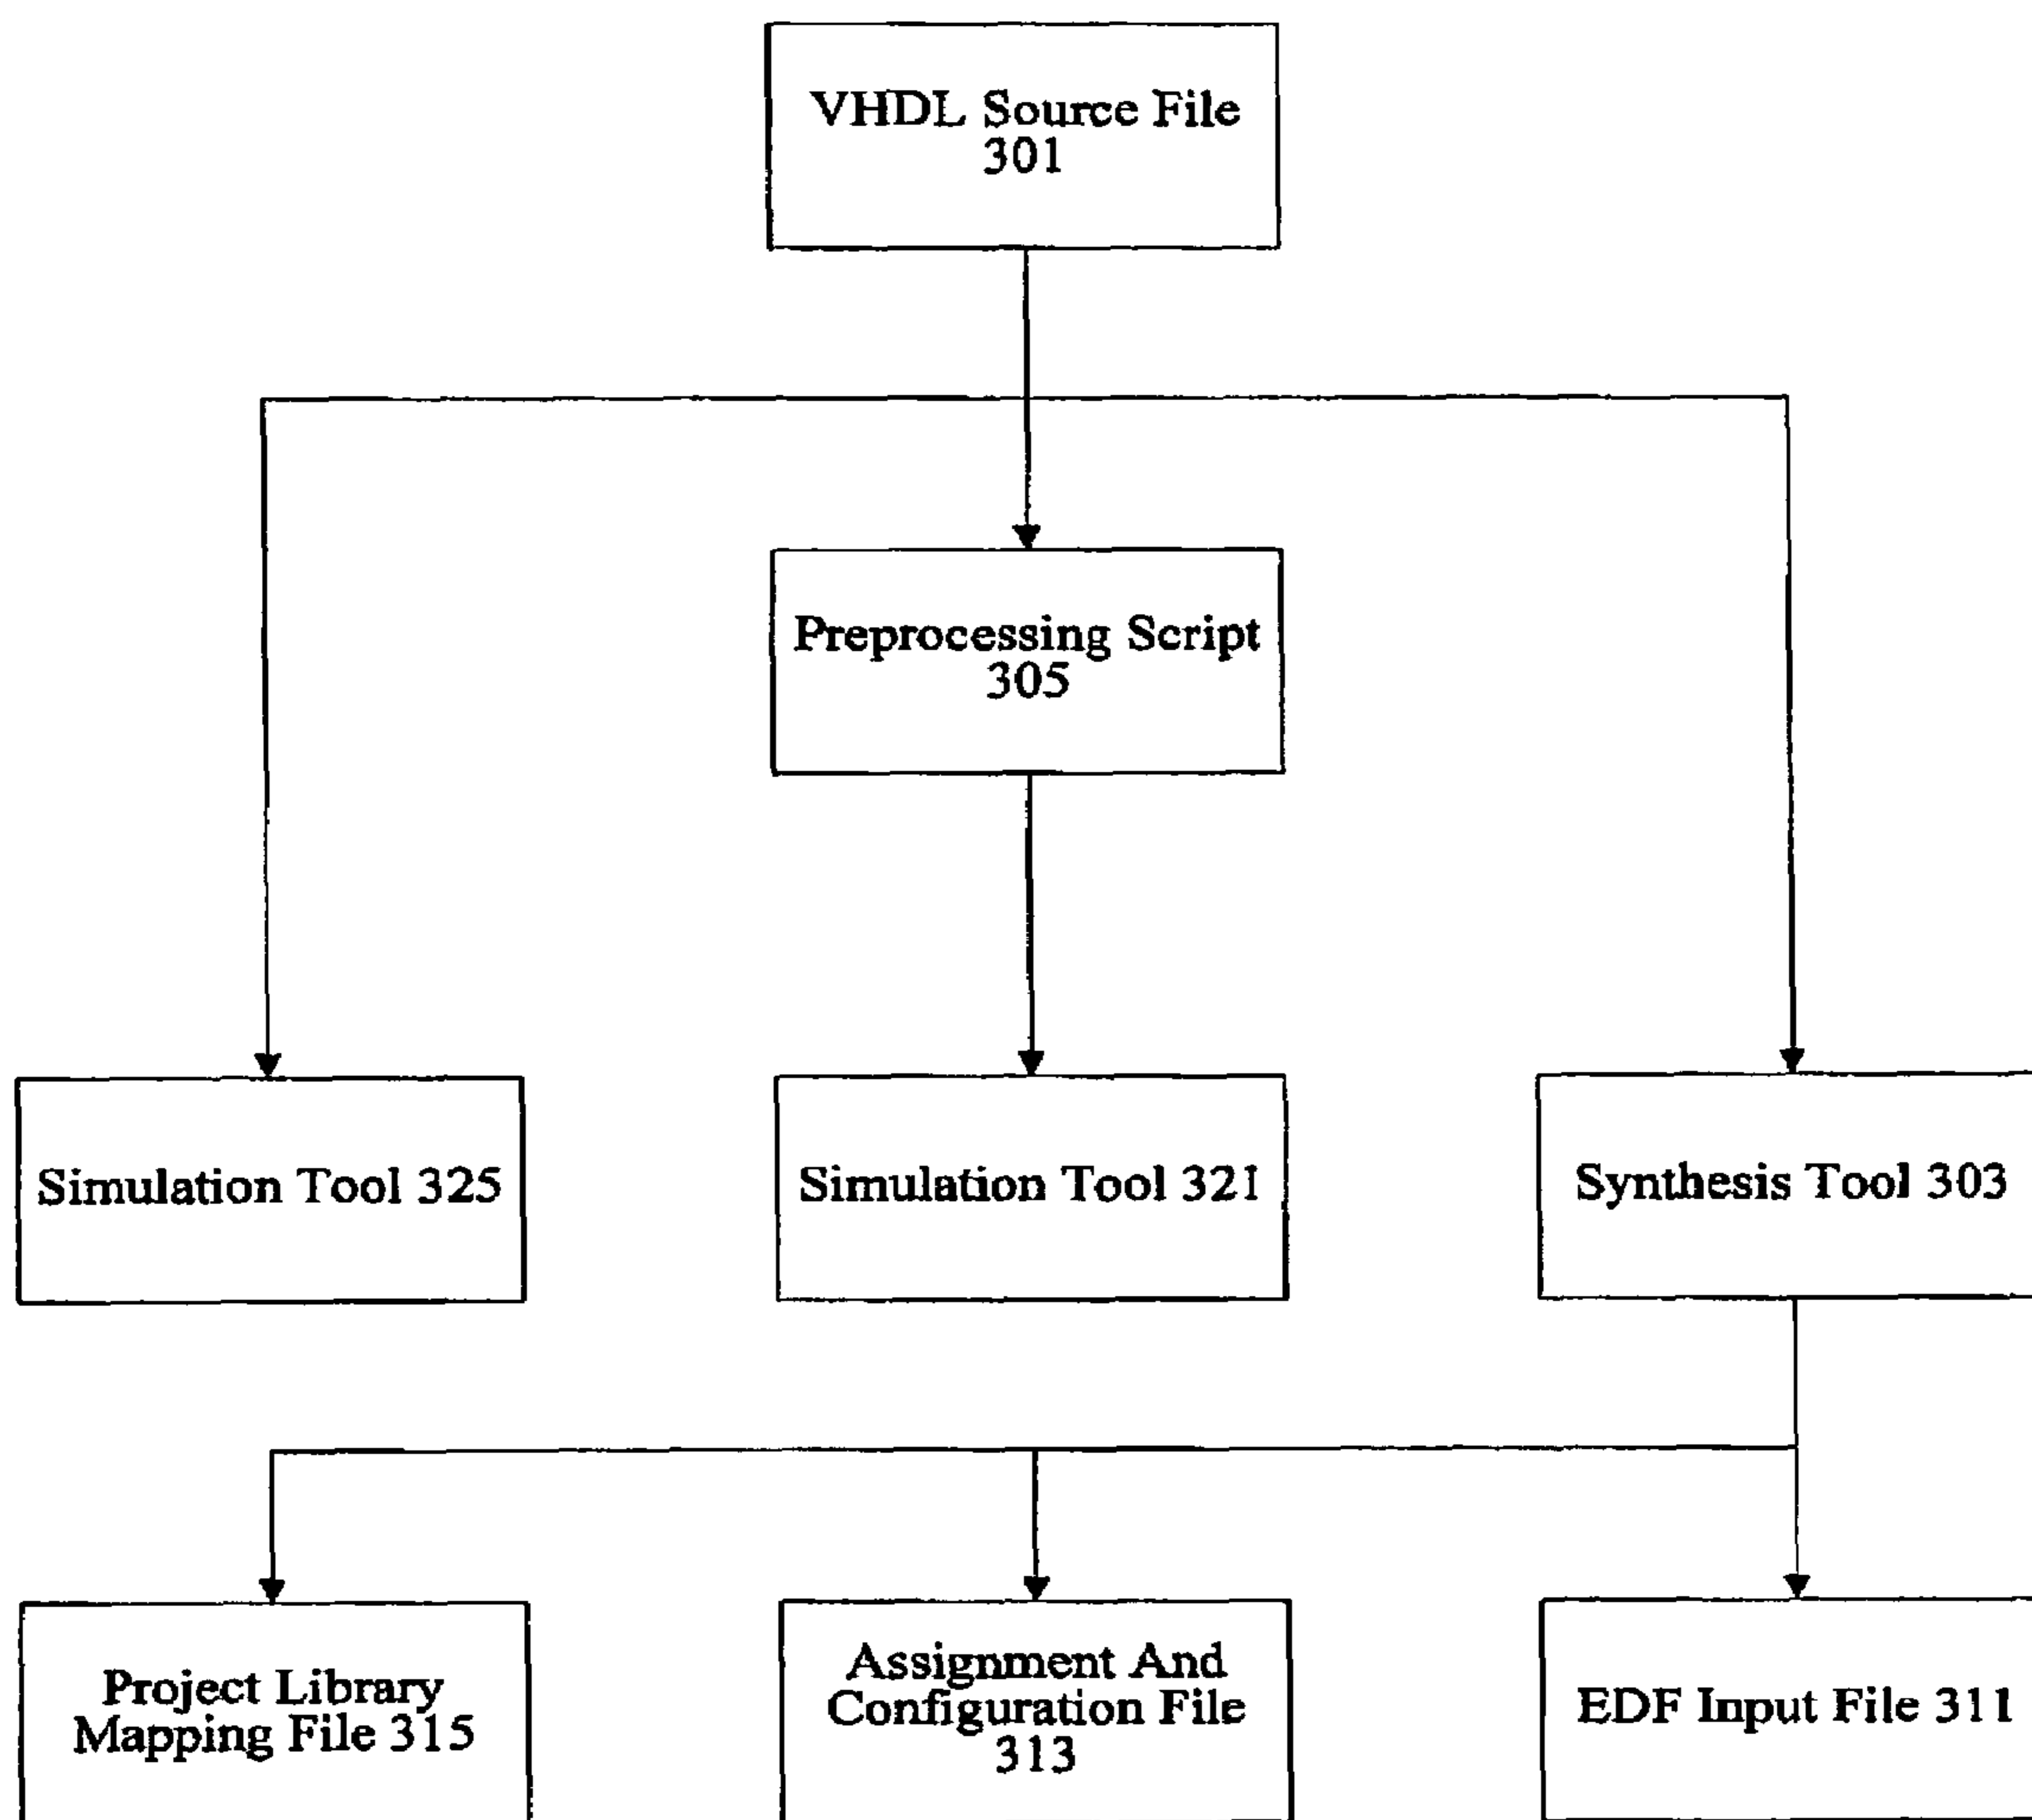 VHDL Source File
301
Preprocessing Script
305
Simulation Tool 325
Simulation Tool 321
Synthesis Tool 303
Project Library
Mapping File 315
Assignment And
Configuration File
313
EDF Input File 311